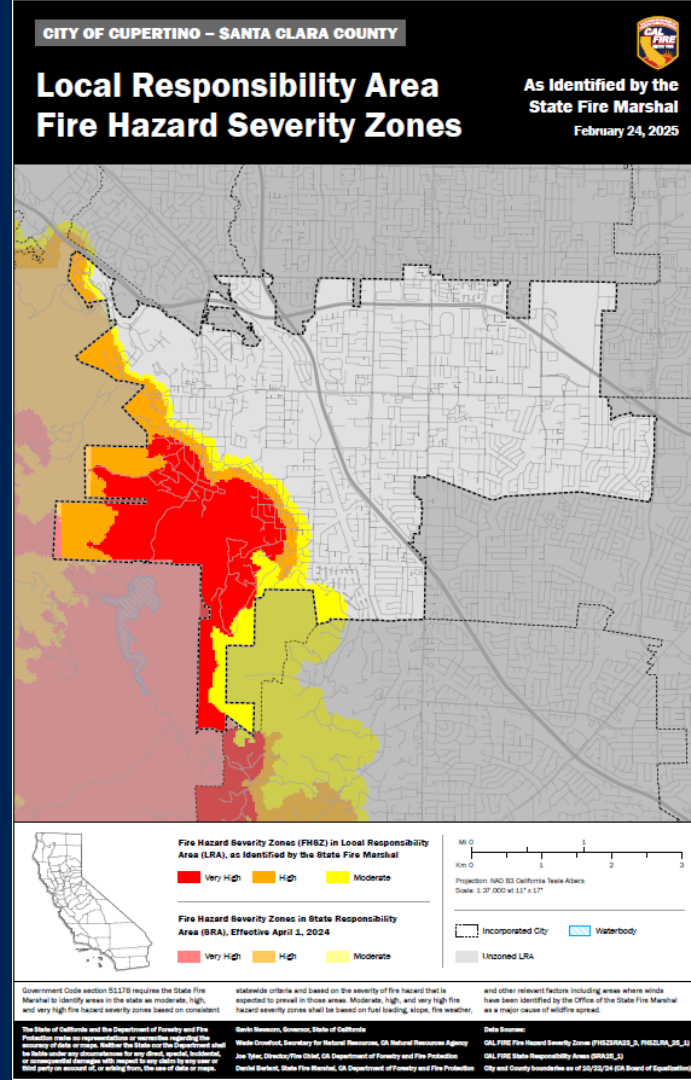 CITY OF CUPERTINO – SANTA CLARA COUNTY
CAL
FIRE
Local Responsibility Area
Fire Hazard Severity Zones
As Identified by the
State Fire Marshal
February 24, 2025
Fire Hazard Severity Zones (FHSZ) in Local Responsibility
Area (LRA), as Identified by the State Fire Marshal
Very High
High
Moderate
Fire Hazard Severity Zones in State Responsibility
Area (SRA), Effective April 1, 2024
Very High
High
Moderate
Mi 0
1
Km 0
1
2
3
Projection: NAD 83 California Teale Albers
Scale: 1:37,000 at 11" x 17"
Incorporated City
Waterbody
Unzoned LRA
Government Code section 51178 requires the State Fire
Marshal to identify areas in the state as moderate, high,
and very high fire hazard severity zones based on consistent
statewide criteria and based on the severity of fire hazard that is
expected to prevail in those areas. Moderate, high, and very high fire
hazard severity zones shall be based on fuel loading, slope, fire weather,
and other relevant factors including areas where winds
have been identified by the Office of the State Fire Marshal
as a major cause of wildfire spread.
The State of California and the Department of Forestry and Fire
Protection make no representations or warranties regarding the
accuracy of data or maps. Neither the State nor the Department shall
be liable under any circumstances for any direct, special, incidental,
or consequential damages with respect to any claim by any user or
third party on account of, or arising from, the use of data or maps.
Gavin Newsom, Governor, State of California
Wade Crowfoot, Secretary for Natural Resources, CA Natural Resources Agency
Joe Tyler, Director/Fire Chief, CA Department of Forestry and Fire Protection
Daniel Berlant, State Fire Marshal, CA Department of Forestry and Fire Protection
Data Sources:
CAL FIRE Fire Hazard Severity Zones (FHSZSRA23_3, FHSZLRA_25_1)
CAL FIRE State Responsibility Areas (SRA25_1)
City and County boundaries as of 10/22/24 (CA Board of Equalization)